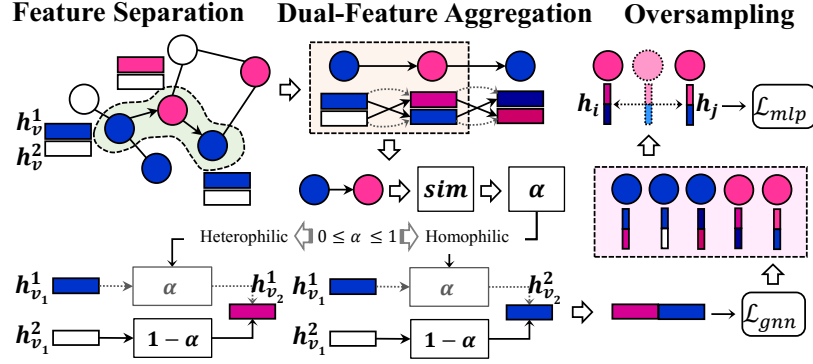 Feature Separation
Dual-Feature Aggregation
Oversampling
h_v^1
h_v^2
h_i
h_j
ℒ_mlp
sim
α
Heterophilic
0 ≤ α ≤ 1
Homophilic
h_{v_1}^1
α
h_{v_2}^1
h_{v_1}^2
1 − α
h_{v_1}^1
α
h_{v_2}^2
h_{v_1}^2
1 − α
ℒ_gnn